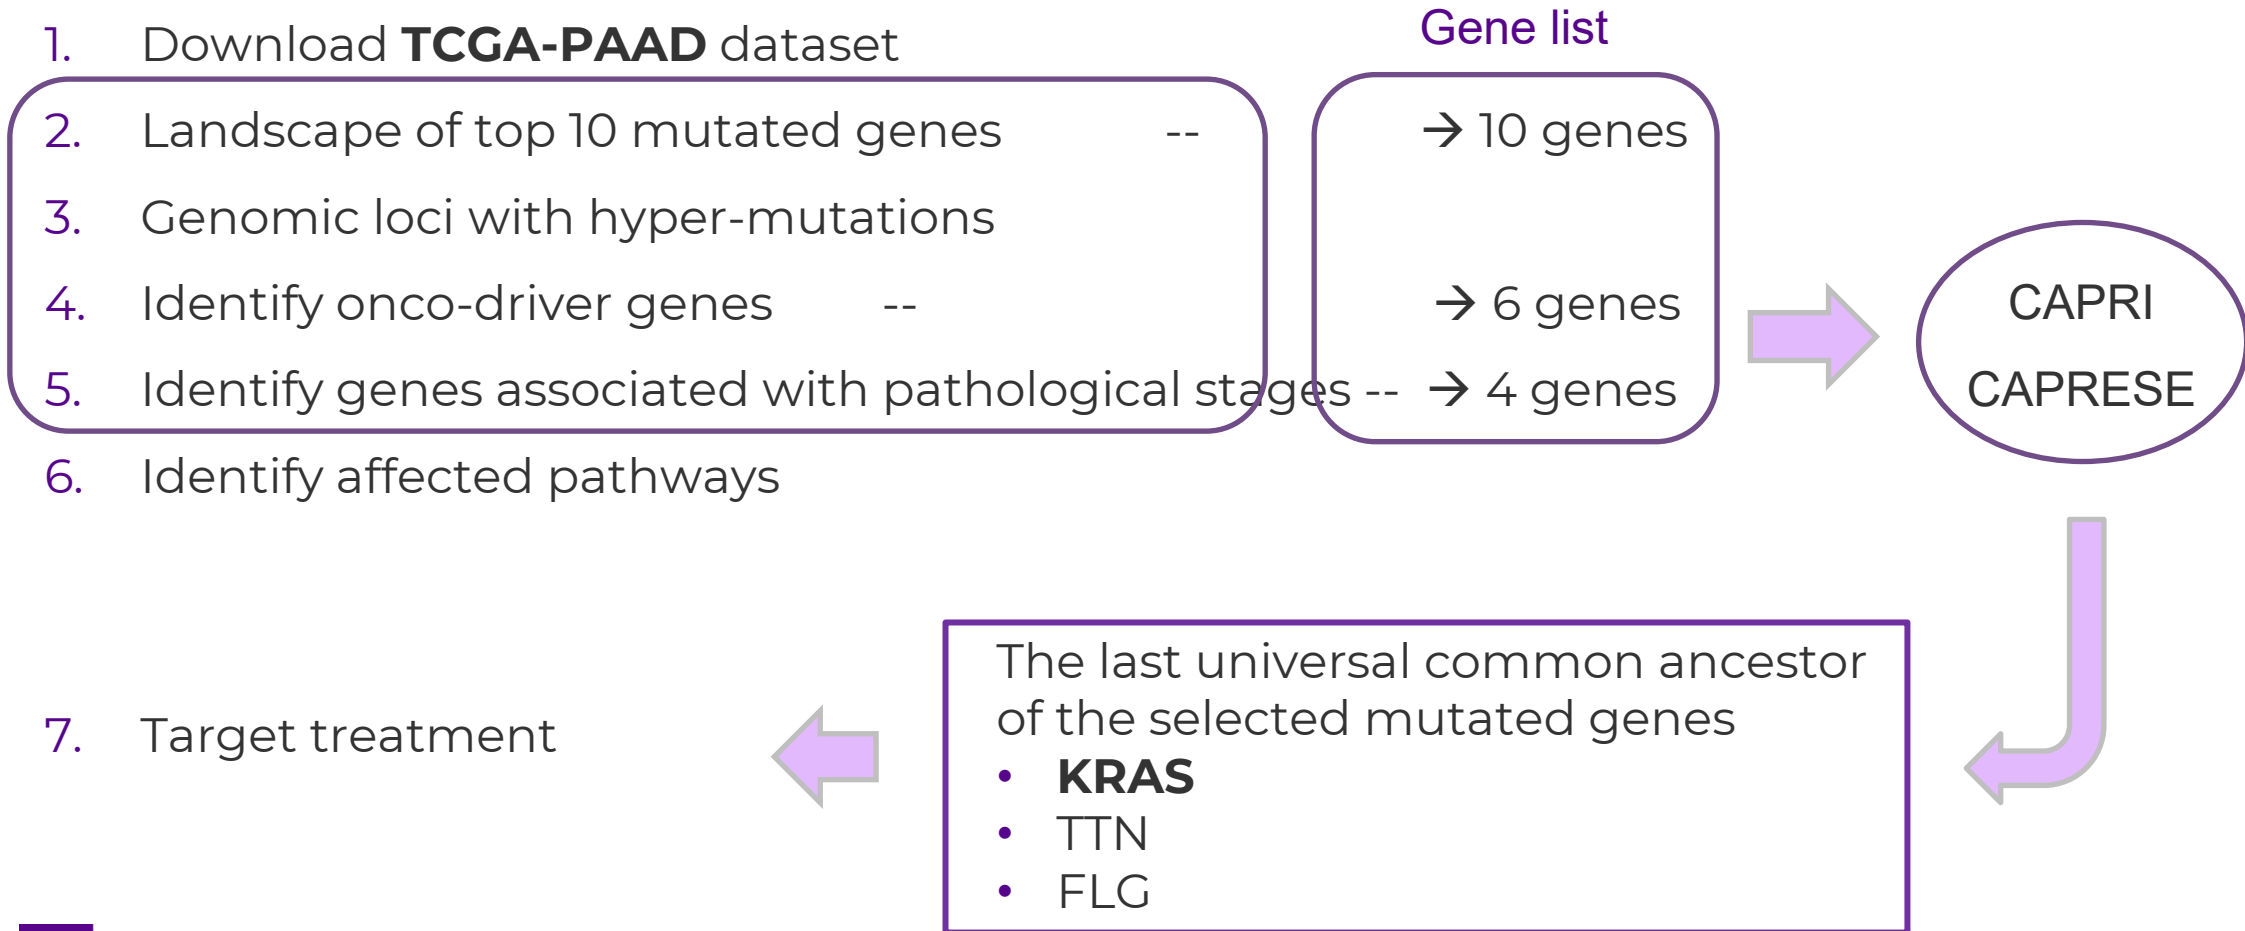 Gene list
1. Download TCGA-PAAD dataset
2. Landscape of top 10 mutated genes -- → 10 genes
3. Genomic loci with hyper-mutations
4. Identify onco-driver genes -- → 6 genes
5. Identify genes associated with pathological stages -- → 4 genes
6. Identify affected pathways
CAPRI
CAPRESE
The last universal common ancestor
of the selected mutated genes
• KRAS
• TTN
• FLG
7. Target treatment